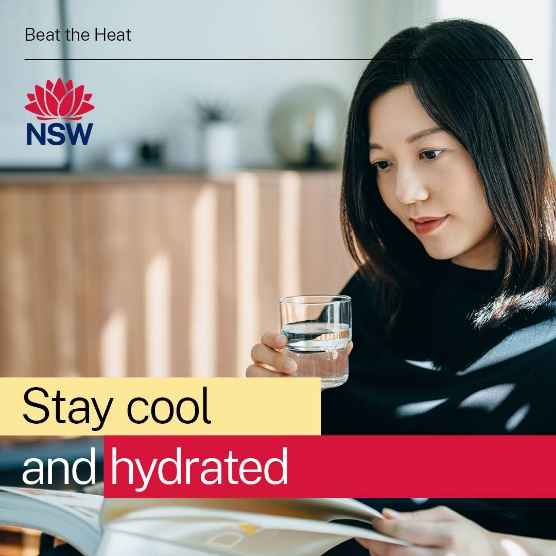 Beat the Heat
NSW
Stay cool
and hydrated